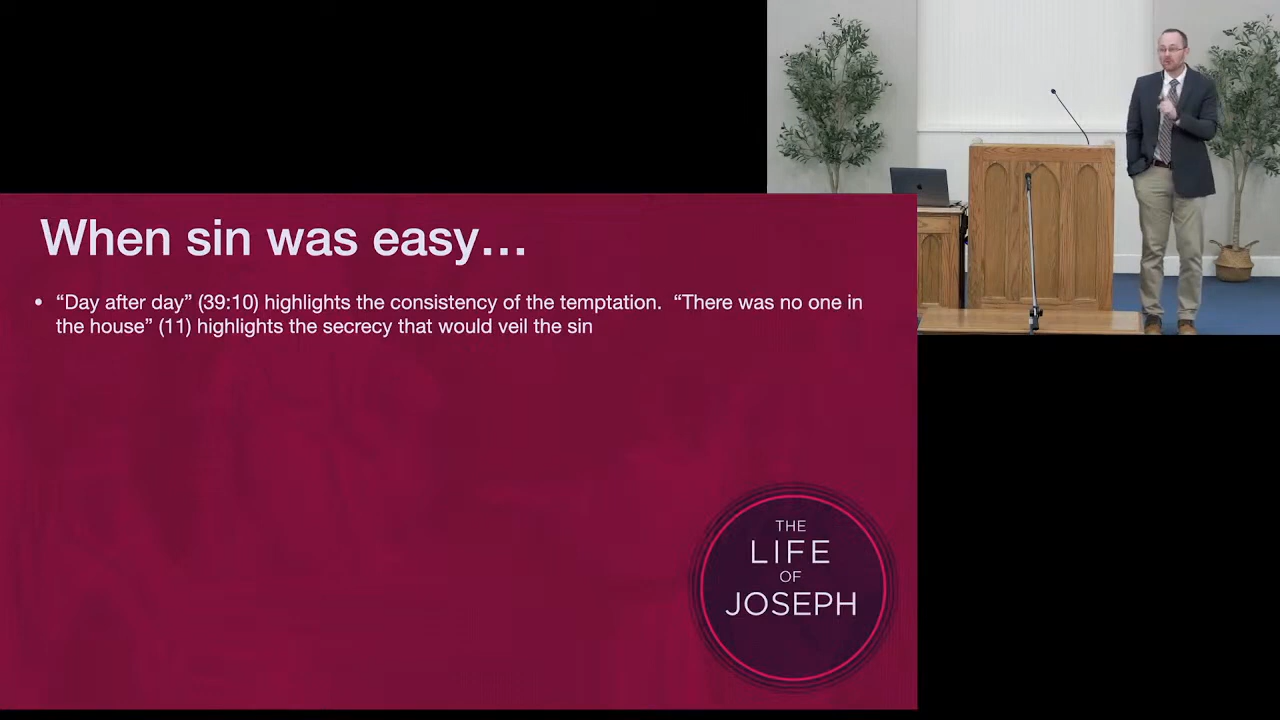 When sin was easy...
• “Day after day” (39:10) highlights the consistency of the temptation.  “There was no one in
the house” (11) highlights the secrecy that would veil the sin
THE
LIFE
OF
JOSEPH